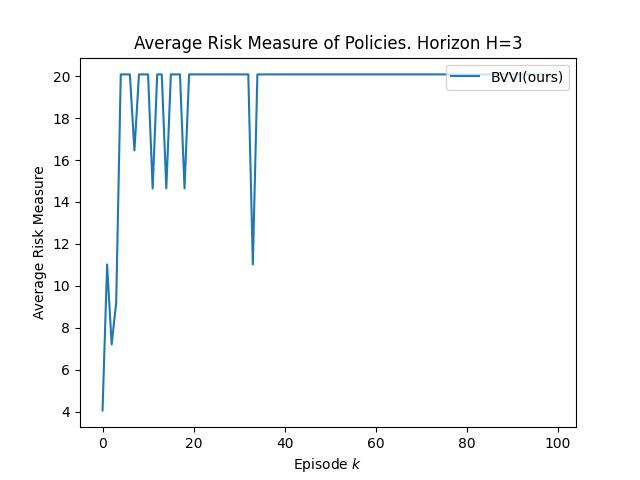 Average Risk Measure of Policies. Horizon H=3
BVVI(ours)
Average Risk Measure
20
18
16
14
12
10
8
6
4
0 20 40 60 80 100
Episode k